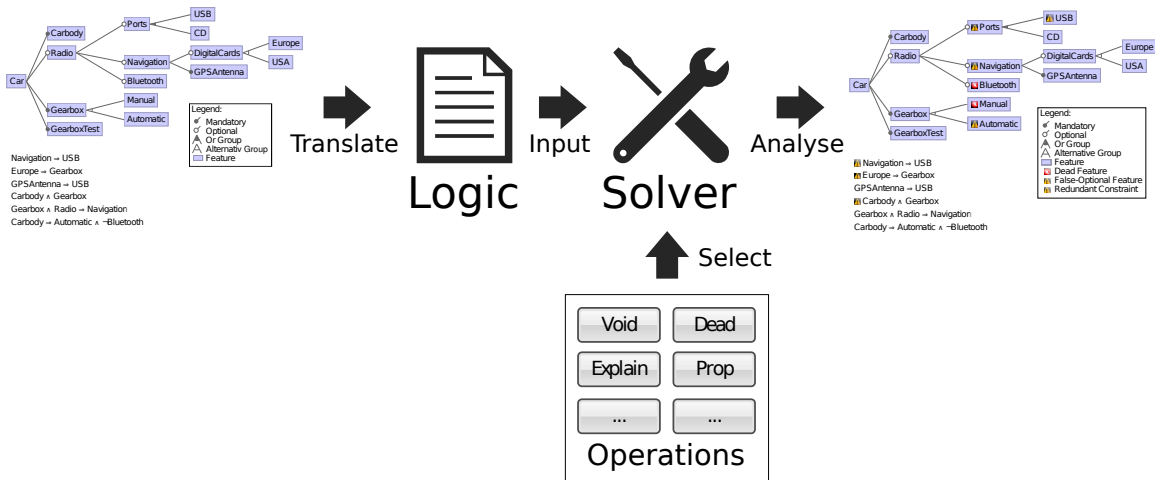 Car
Carbody
Radio
Gearbox
GearboxTest
Ports
Navigation
Bluetooth
Manual
Automatic
USB
CD
DigitalCards
GPSAntenna
Europe
USA
Legend:
Mandatory
Optional
Or Group
Alternativ Group
Feature
Navigation ⇒ USB
Europe ⇒ Gearbox
GPSAntenna ⇒ USB
Carbody ∧ Gearbox
Gearbox ∧ Radio ⇒ Navigation
Carbody ⇒ Automatic ∧ ¬Bluetooth
Translate
Logic
Input
Solver
Analyse
Select
Void
Dead
Explain
Prop
...
...
Operations
Car
Carbody
Radio
Gearbox
GearboxTest
Ports
Navigation
Bluetooth
Manual
Automatic
USB
CD
DigitalCards
GPSAntenna
Europe
USA
Legend:
Mandatory
Optional
Or Group
Alternative Group
Feature
Dead Feature
False-Optional Feature
Redundant Constraint
Navigation ⇒ USB
Europe ⇒ Gearbox
GPSAntenna ⇒ USB
Carbody ∧ Gearbox
Gearbox ∧ Radio ⇒ Navigation
Carbody ⇒ Automatic ∧ ¬Bluetooth